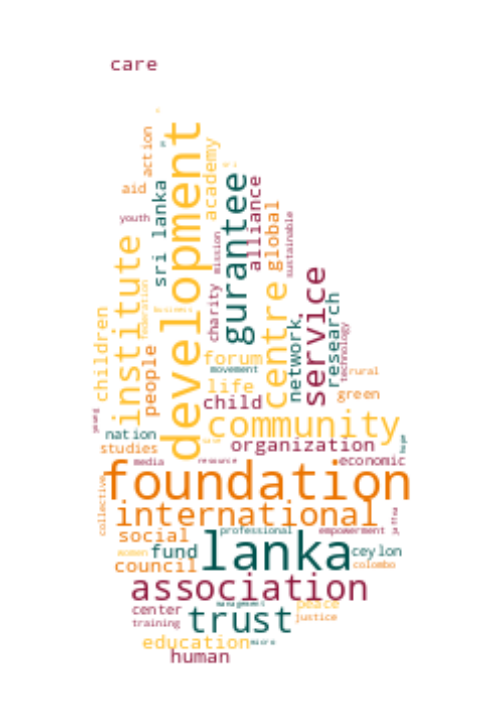 care
action
development
academy
aid
sri lanka
gurantee
alliance
youth
global
sustainable
mission
institute
children
federation
business
charity
centre
service
research
people
network
technology
forum
movement
life
child
rural
green
young
community
nation
organization
hope
studies
save
media
resource
economic
foundation
collective
international
social
professional
empowerment
women
fund
lanka
ceylon
council
colombo
association
center
management
peace
training
trust
justice
education
micro
human